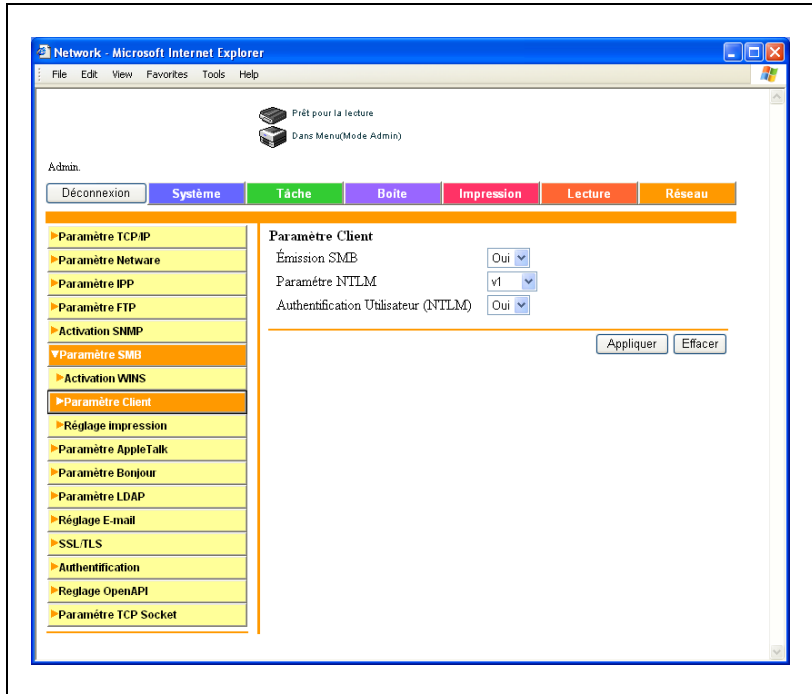 Network - Microsoft Internet Explorer
File Edit View Favorites Tools Help
Prêt pour la lecture
Dans Menu(Mode Admin)
Admin.
Déconnexion Système Tâche Boîte Impression Lecture Réseau
Paramètre TCP/IP
Paramètre Netware
Paramètre IPP
Paramètre FTP
Activation SNMP
Paramètre SMB
Activation WINS
Paramètre Client
Réglage impression
Paramètre AppleTalk
Paramètre Bonjour
Paramètre LDAP
Réglage E-mail
SSL/TLS
Authentification
Reglage OpenAPI
Paramétre TCP Socket
Paramètre Client
Émission SMB Oui
Paramétre NTLM v1
Authentification Utilisateur (NTLM) Oui
Appliquer Effacer